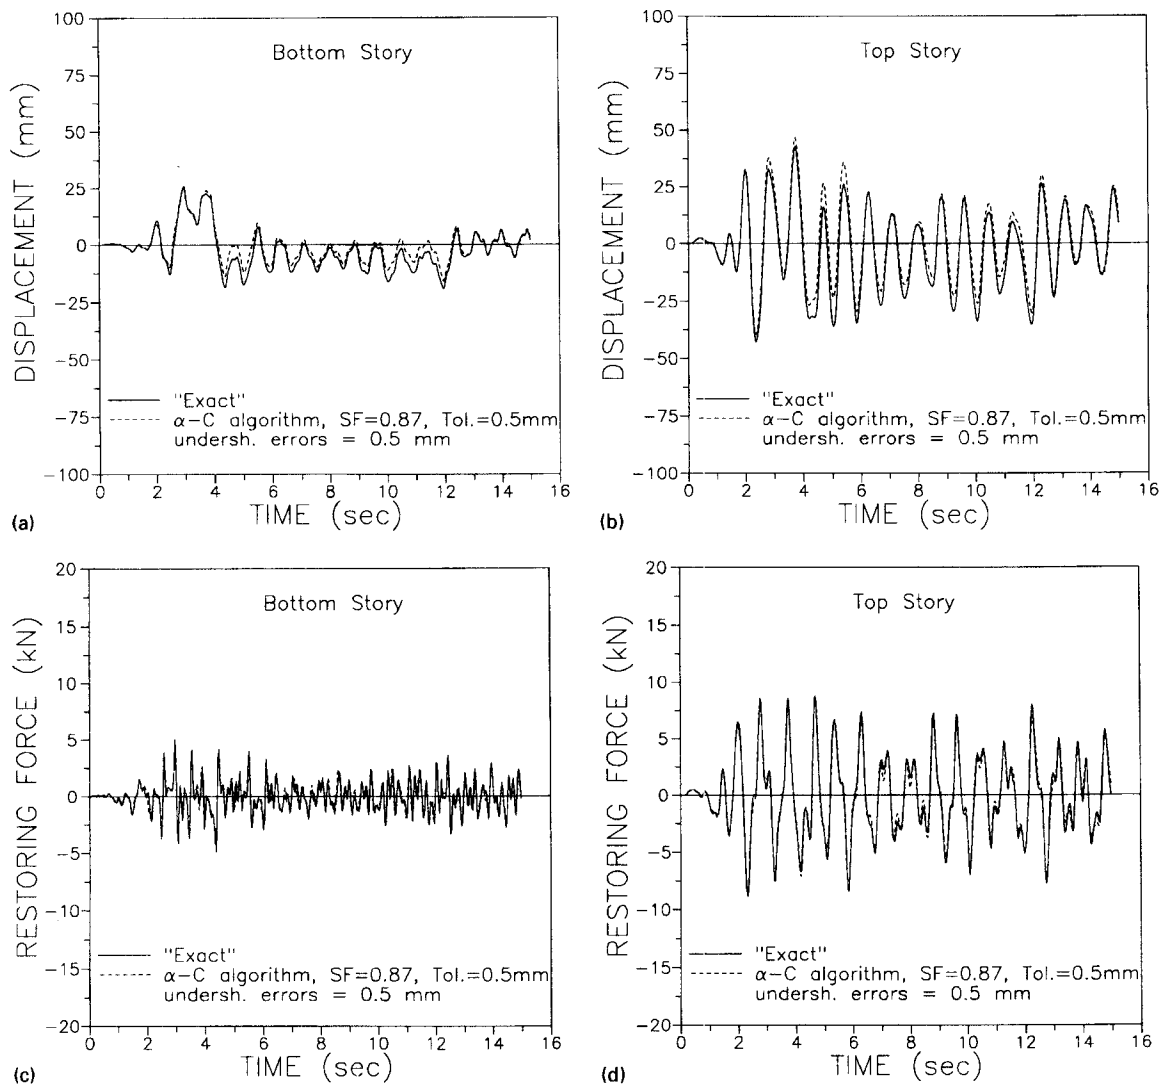 100
75
50
25
0
−25
−50
−75
−100
DISPLACEMENT (mm)
Bottom Story
"Exact"
α−C algorithm, SF=0.87, Tol.=0.5mm
undersh. errors = 0.5 mm
0 2 4 6 8 10 12 14 16
TIME (sec)
(a)
100
75
50
25
0
−25
−50
−75
−100
DISPLACEMENT (mm)
Top Story
"Exact"
α−C algorithm, SF=0.87, Tol.=0.5mm
undersh. errors = 0.5 mm
0 2 4 6 8 10 12 14 16
TIME (sec)
(b)
20
15
10
5
0
−5
−10
−15
−20
RESTORING FORCE (kN)
Bottom Story
"Exact"
α−C algorithm, SF=0.87, Tol.=0.5mm
undersh. errors = 0.5 mm
0 2 4 6 8 10 12 14 16
TIME (sec)
(c)
20
15
10
5
0
−5
−10
−15
−20
RESTORING FORCE (kN)
Top Story
"Exact"
α−C algorithm, SF=0.87, Tol.=0.5mm
undersh. errors = 0.5 mm
0 2 4 6 8 10 12 14 16
TIME (sec)
(d)